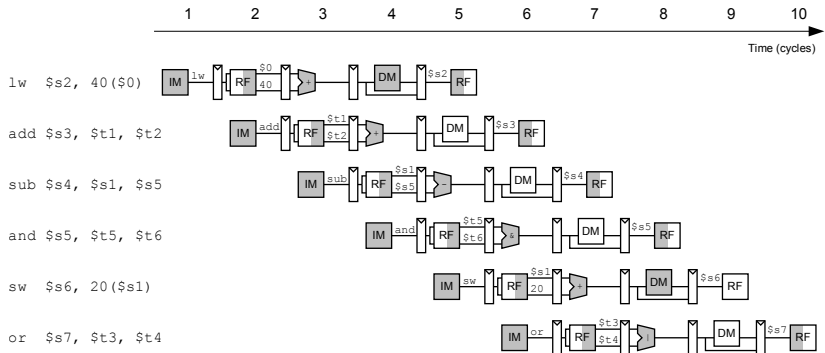 1 2 3 4 5 6 7 8 9 10
Time (cycles)
lw $s2, 40($0) IM lw RF $0 40 + DM $s2 RF
add $s3, $t1, $t2 IM add RF $t1 $t2 + DM $s3 RF
sub $s4, $s1, $s5 IM sub RF $s1 $s5 - DM $s4 RF
and $s5, $t5, $t6 IM and RF $t5 $t6 & DM $s5 RF
sw $s6, 20($s1) IM sw RF $s1 20 + DM $s6 RF
or $s7, $t3, $t4 IM or RF $t3 $t4 | DM $s7 RF